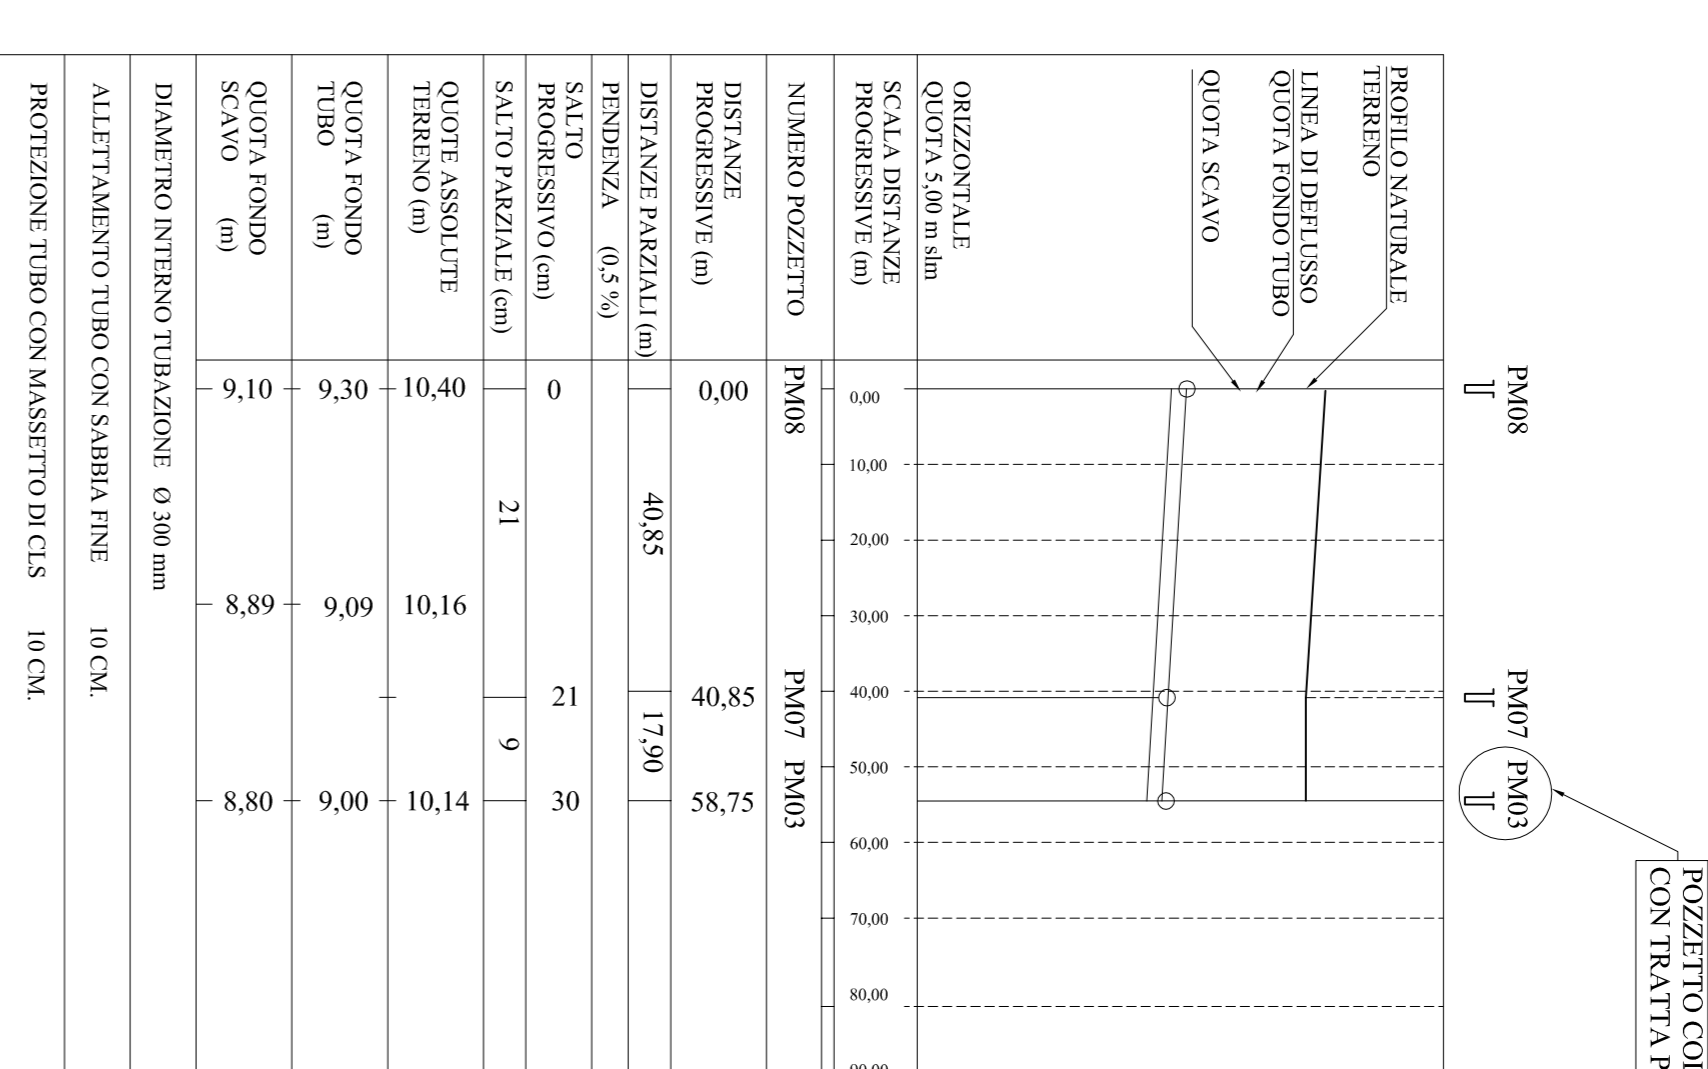 PM08
PM07
PM03
POZZETTO
CON TRATTA
PROFILO NATURALE
TERRENO
LINEA DI DEFLUSSO
QUOTA FONDO TUBO
QUOTA SCAVO
ORIZZONTALE
QUOTA 5,00 m slm
SCALA DISTANZE
PROGRESSIVE (m)
0,00
10,00
20,00
30,00
40,00
50,00
60,00
70,00
80,00
NUMERO POZZETTO
PM08
PM07
PM03
DISTANZE
PROGRESSIVE (m)
0,00
40,85
58,75
DISTANZE PARZIALI (m)
40,85
17,90
PENDENZA (0,5 %)
SALTO
PROGRESSIVO (cm)
0
21
30
SALTO PARZIALE (cm)
21
9
QUOTE ASSOLUTE
TERRENO (m)
10,40
10,16
10,14
QUOTA FONDO
TUBO (m)
9,30
9,09
9,00
QUOTA FONDO
SCAVO (m)
9,10
8,89
8,80
DIAMETRO INTERNO TUBAZIONE Ø 300 mm
ALLETTAMENTO TUBO CON SABBIA FINE 10 CM.
PROTEZIONE TUBO CON MASSETTO DI CLS 10 CM.